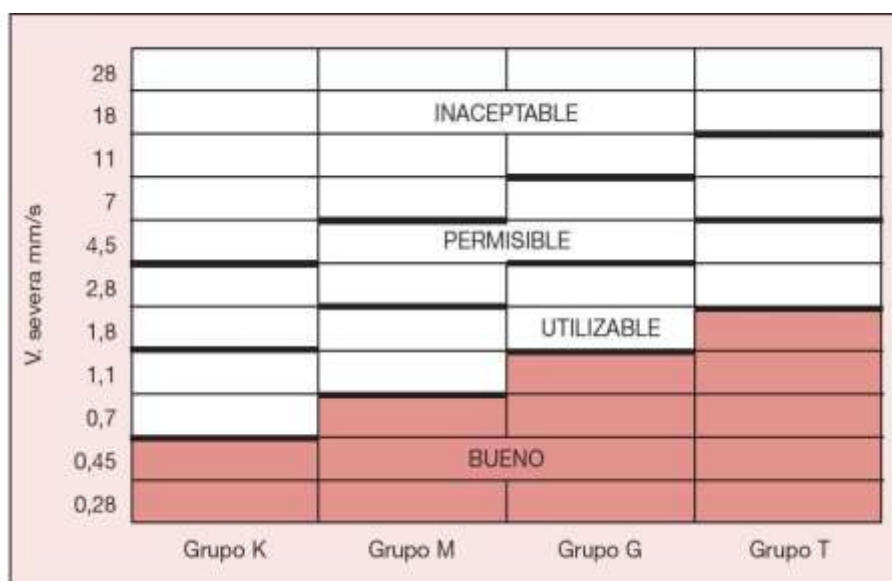 28
18
INACEPTABLE
11
7
4,5
PERMISIBLE
2,8
1,8
UTILIZABLE
1,1
0,7
0,45
BUENO
0,28
V. severa mm/s
Grupo K
Grupo M
Grupo G
Grupo T